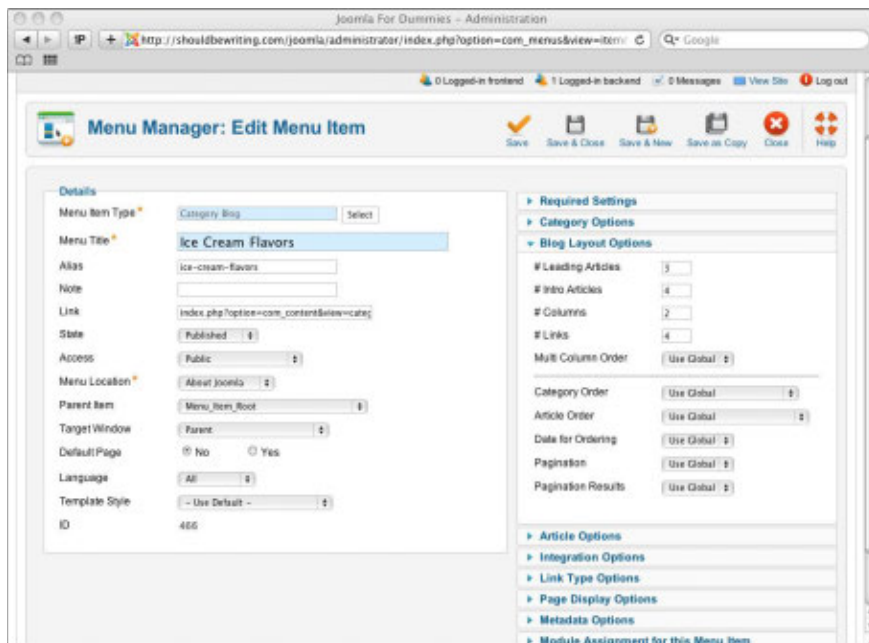 Joomla For Dummies – Administration
http://shouldbewriting.com/joomla/administrator/index.php?option=com_menus&view=item
Google
0 Logged-in frontend 1 Logged-in backend 0 Messages View Site Log out
Menu Manager: Edit Menu Item
Save Save & Close Save & New Save as Copy Close Help
Details
Menu Item Type * Category Blog Select
Menu Title * Ice Cream Flavors
Alias ice-cream-flavors
Note
Link index.php?option=com_content&view=categ
State Published
Access Public
Menu Location * About Joomla
Parent Item Menu_Item_Root
Target Window Parent
Default Page No Yes
Language All
Template Style - Use Default -
ID 466
Required Settings
Category Options
Blog Layout Options
# Leading Articles 3
# Intro Articles 4
# Columns 2
# Links 4
Multi Column Order Use Global
Category Order Use Global
Article Order Use Global
Date for Ordering Use Global
Pagination Use Global
Pagination Results Use Global
Article Options
Integration Options
Link Type Options
Page Display Options
Metadata Options
Module Assignment for this Menu Item